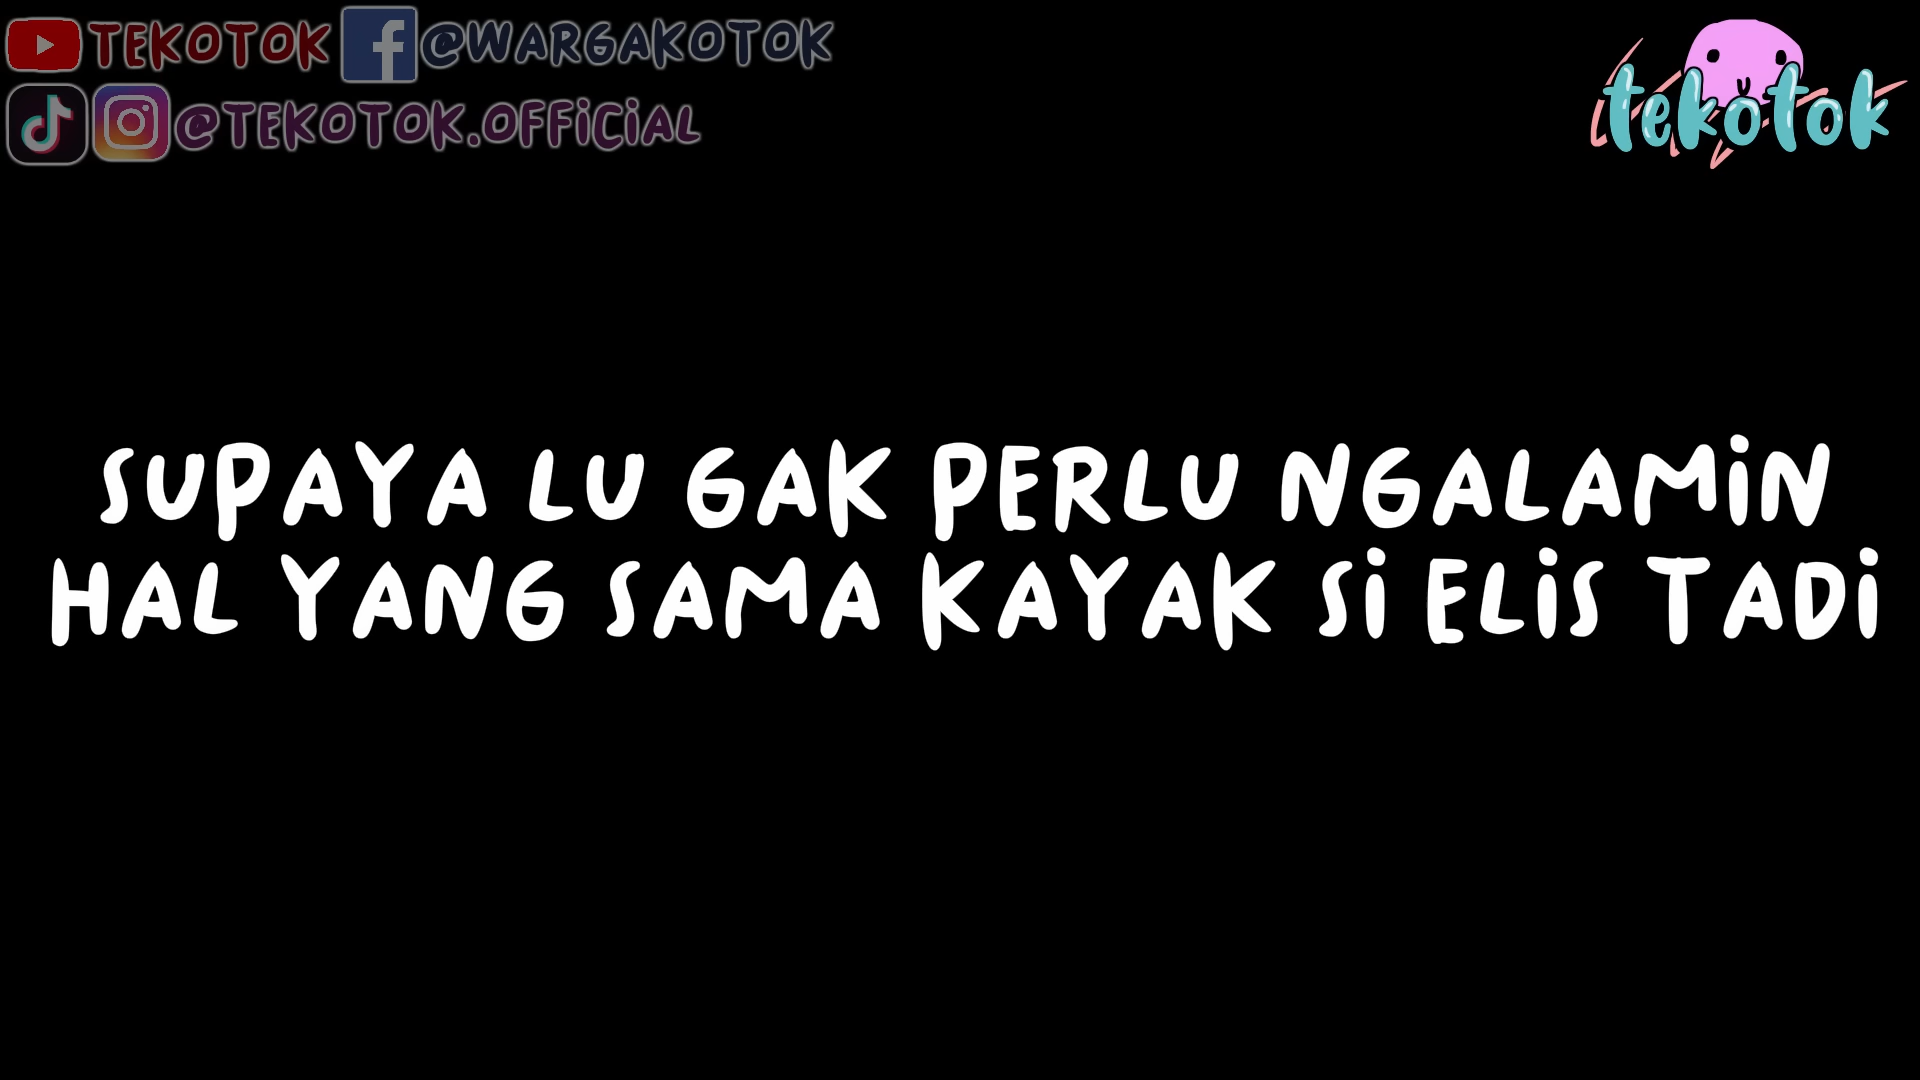 TEKOTOK @WARGAKOTOK
@TEKOTOK.OFFICIAL
tekotok
SUPAYA LU GAK PERLU NGALAMIN
HAL YANG SAMA KAYAK SI ELIS TADI